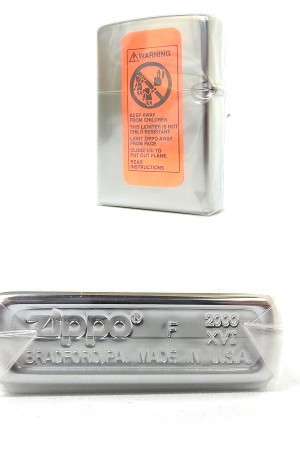 ⚠WARNING
KEEP AWAY
FROM CHILDREN
THIS LIGHTER IS NOT
CHILD RESISTANT
LIGHT ZIPPO AWAY
FROM FACE
CLOSE LID TO
PUT OUT FLAME
READ
INSTRUCTIONS
Zippo® F 2000
XVI
BRADFORD, PA. MADE IN U.S.A.